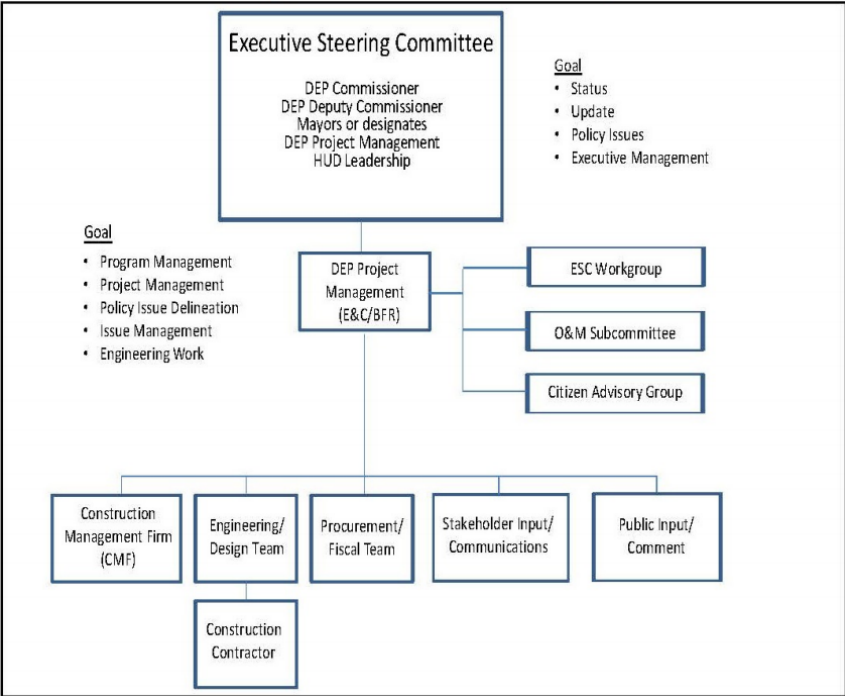 Executive Steering Committee
DEP Commissioner
DEP Deputy Commissioner
Mayors or designates
DEP Project Management
HUD Leadership
Goal
• Status
• Update
• Policy Issues
• Executive Management
Goal
• Program Management
• Project Management
• Policy Issue Delineation
• Issue Management
• Engineering Work
DEP Project
Management
(E&C/BFR)
ESC Workgroup
O&M Subcommittee
Citizen Advisory Group
Construction
Management Firm
(CMF)
Engineering/
Design Team
Procurement/
Fiscal Team
Stakeholder Input/
Communications
Public Input/
Comment
Construction
Contractor